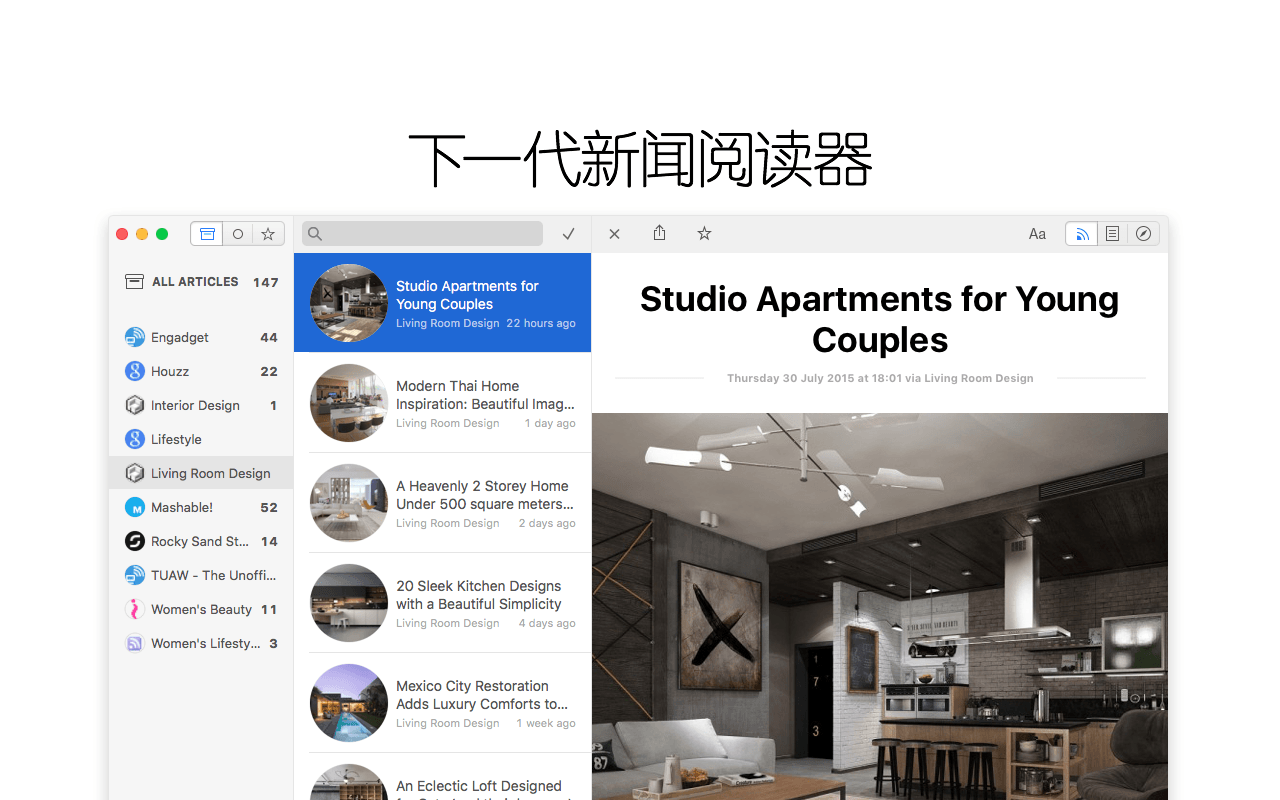 下一代新闻阅读器
Aa
ALL ARTICLES 147
Engadget 44
Houzz 22
Interior Design 1
Lifestyle
Living Room Design
Mashable! 52
Rocky Sand St... 14
TUAW - The Unoffi...
Women's Beauty 11
Women's Lifesty... 3
Studio Apartments for
Young Couples
Living Room Design 22 hours ago
Modern Thai Home
Inspiration: Beautiful Imag...
Living Room Design 1 day ago
A Heavenly 2 Storey Home
Under 500 square meters...
Living Room Design 2 days ago
20 Sleek Kitchen Designs
with a Beautiful Simplicity
Living Room Design 4 days ago
Mexico City Restoration
Adds Luxury Comforts to...
Living Room Design 1 week ago
An Eclectic Loft Designed
Studio Apartments for Young
Couples
Thursday 30 July 2015 at 18:01 via Living Room Design
1
7
3
87